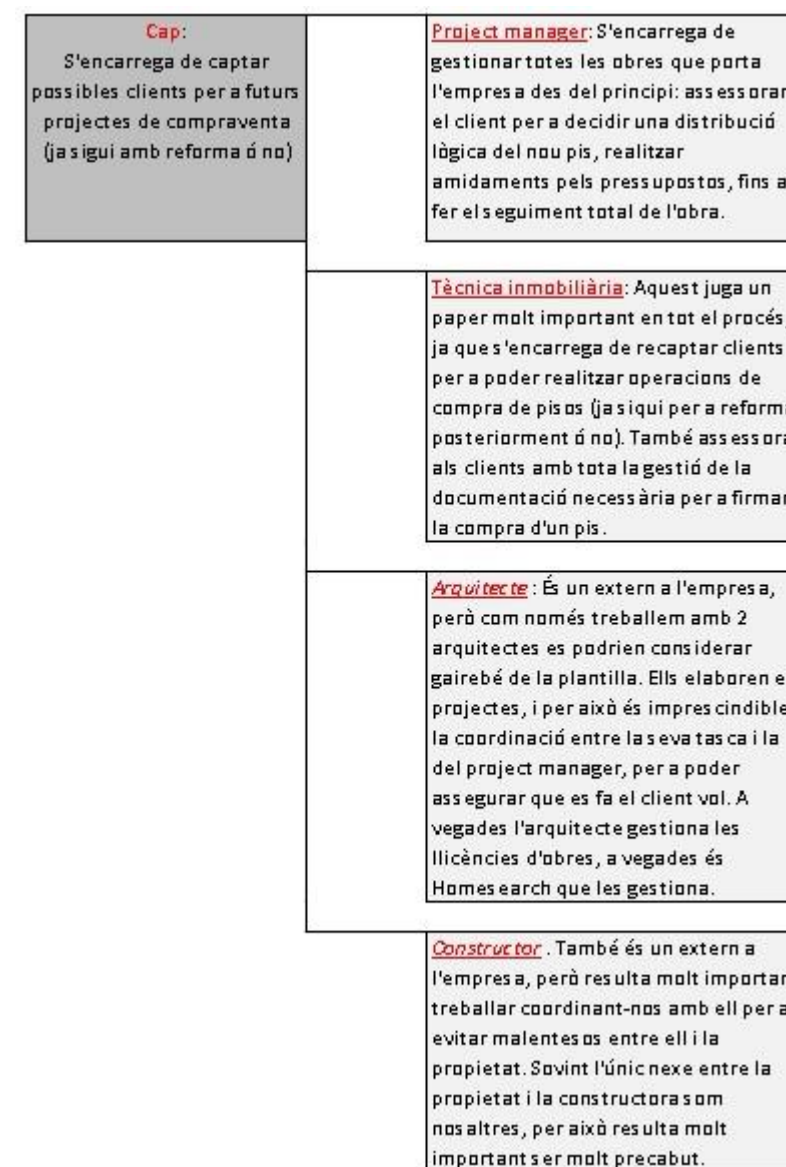 Cap:
S'encarrega de captar
possibles clients per a futurs
projectes de compraventa
(ja sigui amb reforma ó no)
Project manager: S'encarrega de
gestionar totes les obres que porta
l'empresa des del principi: assessorar
el client per a decidir una distribució
lògica del nou pis, realitzar
amidaments pels pressupostos, fins a
fer el seguiment total de l'obra.
Tècnica inmobiliària: Aquest juga un
paper molt important en tot el procés,
ja que s'encarrega de recaptar clients
per a poder realitzar operacions de
compra de pisos (ja siqui per a reforma
posteriorment ó no). També assessora
als clients amb tota la gestió de la
documentació necessària per a firmar
la compra d'un pis.
Arquitecte : És un extern a l'empresa,
però com només treballem amb 2
arquitectes es podrien considerar
gairebé de la plantilla. Ells elaboren e
projectes, i per això és imprescindible
la coordinació entre la seva tasca i la
del project manager, per a poder
assegurar que es fa el client vol. A
vegades l'arquitecte gestiona les
llicències d'obres, a vegades és
Homesearch que les gestiona.
Constructor . També és un extern a
l'empresa, però resulta molt importan
treballar coordinant-nos amb ell per a
evitar malentesos entre ell i la
propietat. Sovint l'únic nexe entre la
propietat i la constructora som
nosaltres, per això resulta molt
important ser molt precabut.